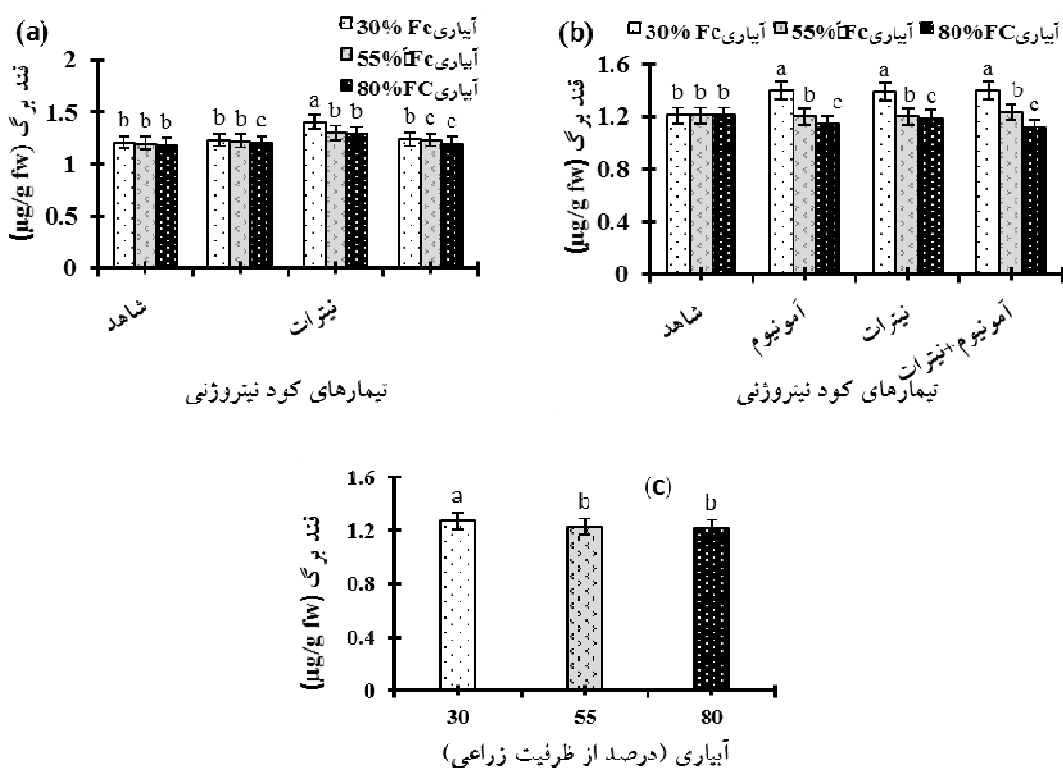 (a)
آبیاری 30% Fc
آبیاری 55% Fc
آبیاری 80%FC
قند برگ (µg/g fw)
2
1.5
1
0.5
0
b b b
b b c
a b b
b c c
شاهد
نیترات
تیمارهای کود نیتروژنی
(b)
آبیاری 30% Fc آبیاری 55% Fc آبیاری 80%FC
قند برگ (µg/g fw)
1.6
1.2
0.8
0.4
0
b b b
a b c
a b c
a b c
شاهد
آمونیوم
نیترات
آمونیوم+نیترات
تیمارهای کود نیتروژنی
(c)
قند برگ (µg/g fw)
1.6
1.2
0.8
0.4
0
a b b
30 55 80
آبیاری (درصد از ظرفیت زراعی)